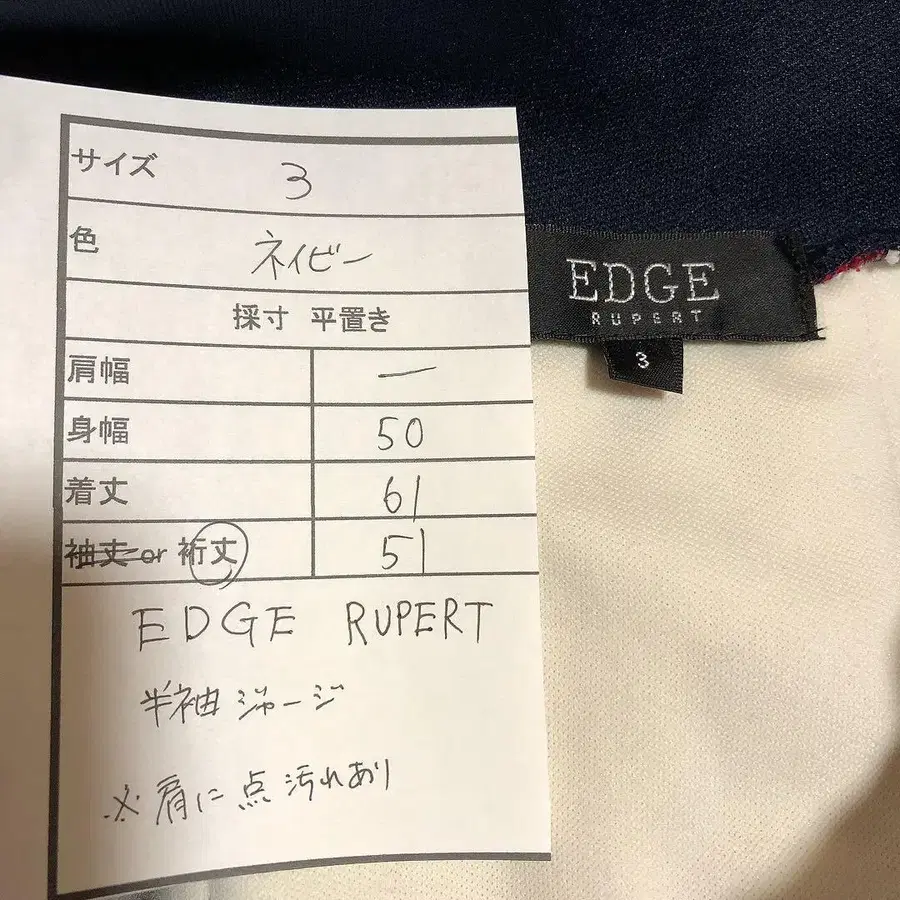 サイズ 3
色 ネイビー
採寸 平置き
肩幅 —
身幅 50
着丈 61
袖丈 or 裄丈 51
EDGE RUPERT
半袖 ジャージ
※肩に点汚れあり
EDGE
RUPERT
3